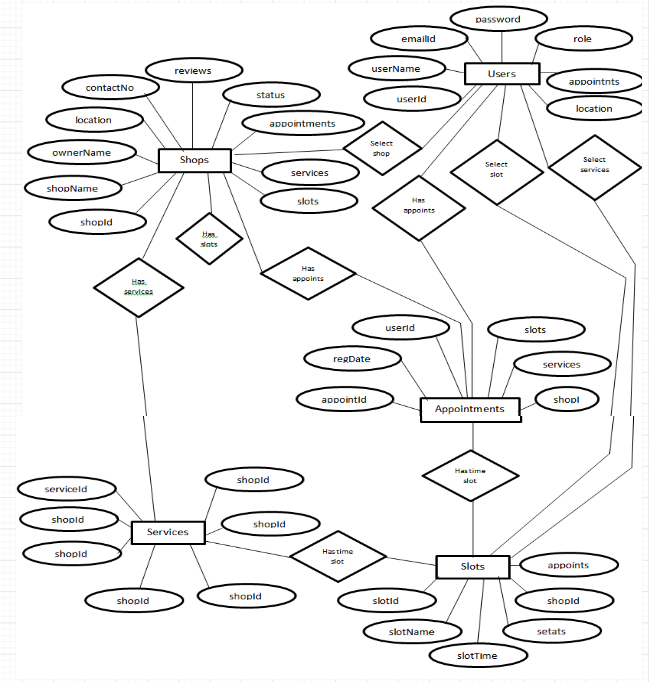 password
emailId
role
userName
Users
appointnts
userId
location
reviews
contactNo
status
location
appointments
Select
shop
ownerName
Shops
services
shopName
slots
shopId
Select
slot
Select
services
Has
appoints
Has
slots
Has
services
Has
appoints
userId
slots
regDate
services
appointId
Appointments
shopI
Has time
slot
serviceId
shopId
shopId
shopId
shopId
Services
shopId
shopId
Has time
slot
Slots
appoints
slotId
shopId
slotName
setats
slotTime